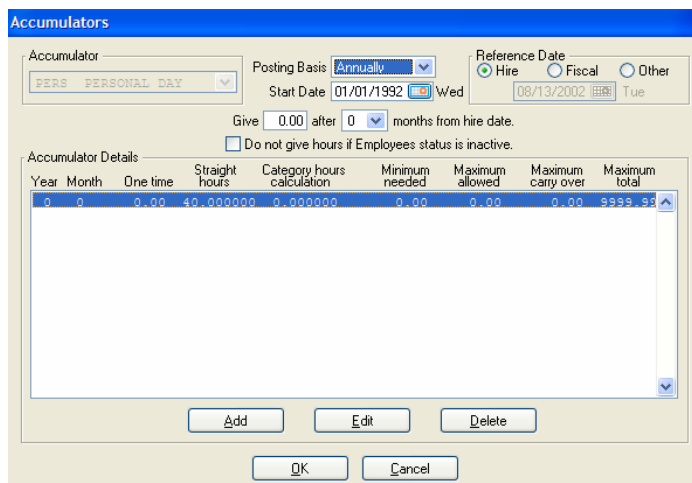 Accumulators
Accumulator
PERS PERSONAL DAY
Posting Basis Annually
Start Date 01/01/1992 Wed
Reference Date
Hire Fiscal Other
08/13/2002 Tue
Give 0.00 after 0 months from hire date.
Do not give hours if Employees status is inactive.
Accumulator Details
Year Month One time Straight hours Category hours calculation Minimum needed Maximum allowed Maximum carry over Maximum total
0 0 0.00 40.000000 0.000000 0.00 0.00 0.00 9999.99
Add Edit Delete
OK Cancel